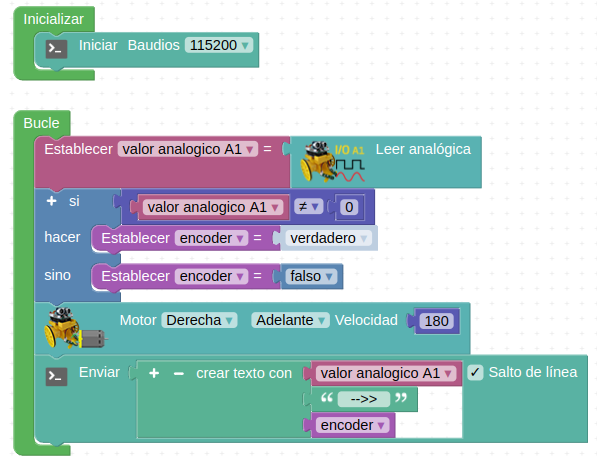 Inicializar
Iniciar Baudios 115200
Bucle
Establecer valor analogico A1 = I/O A1 Leer analógica
+ si valor analogico A1 ≠ 0
hacer Establecer encoder = verdadero
sino Establecer encoder = falso
Motor Derecha Adelante Velocidad 180
Enviar + − crear texto con valor analogico A1 ✓ Salto de línea
“ -->> ”
encoder